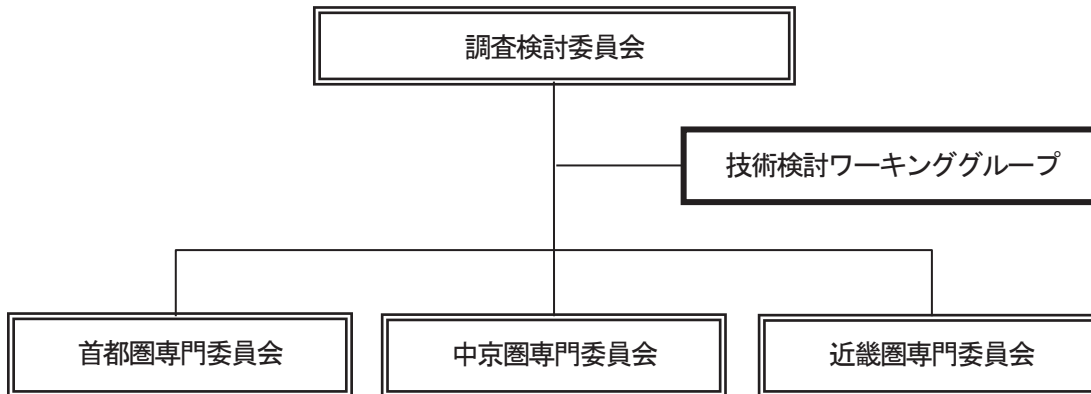 調査検討委員会
技術検討ワーキンググループ
首都圏専門委員会
中京圏専門委員会
近畿圏専門委員会